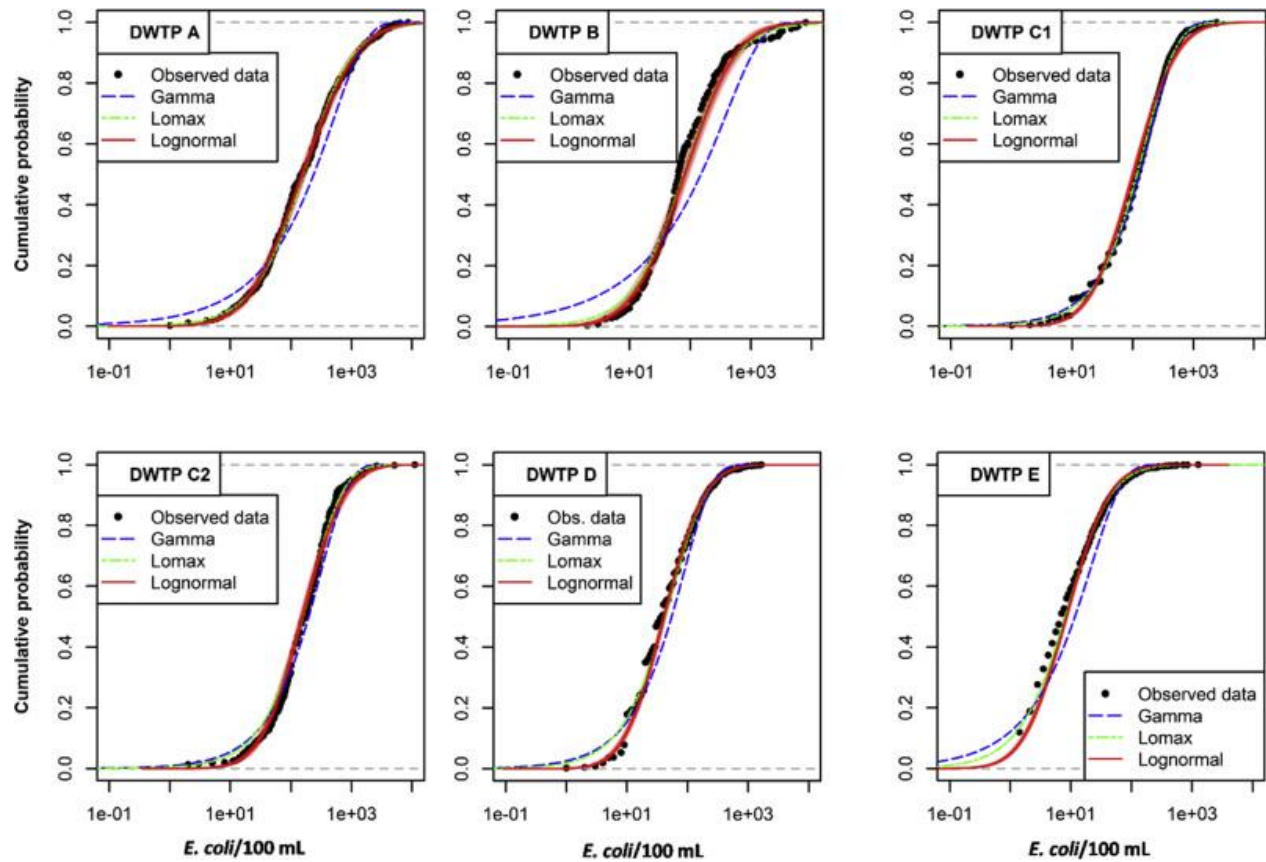 DWTP A
Observed data
Gamma
Lomax
Lognormal
Cumulative probability
0.0 0.2 0.4 0.6 0.8 1.0
1e-01 1e+01 1e+03
DWTP B
Observed data
Gamma
Lomax
Lognormal
0.0 0.2 0.4 0.6 0.8 1.0
1e-01 1e+01 1e+03
DWTP C1
Observed data
Gamma
Lomax
Lognormal
0.0 0.2 0.4 0.6 0.8 1.0
1e-01 1e+01 1e+03
DWTP C2
Observed data
Gamma
Lomax
Lognormal
Cumulative probability
0.0 0.2 0.4 0.6 0.8 1.0
1e-01 1e+01 1e+03
E. coli/100 mL
DWTP D
Obs. data
Gamma
Lomax
Lognormal
0.0 0.2 0.4 0.6 0.8 1.0
1e-01 1e+01 1e+03
E. coli/100 mL
DWTP E
Observed data
Gamma
Lomax
Lognormal
0.0 0.2 0.4 0.6 0.8 1.0
1e-01 1e+01 1e+03
E. coli/100 mL